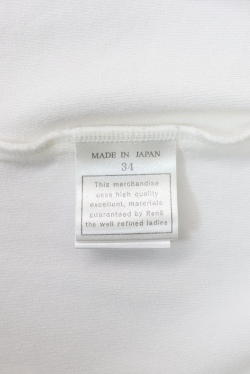 MADE IN JAPAN
34
This merchandise
uses high quality
excellent, materials
guaranteed by René
the well refined ladies